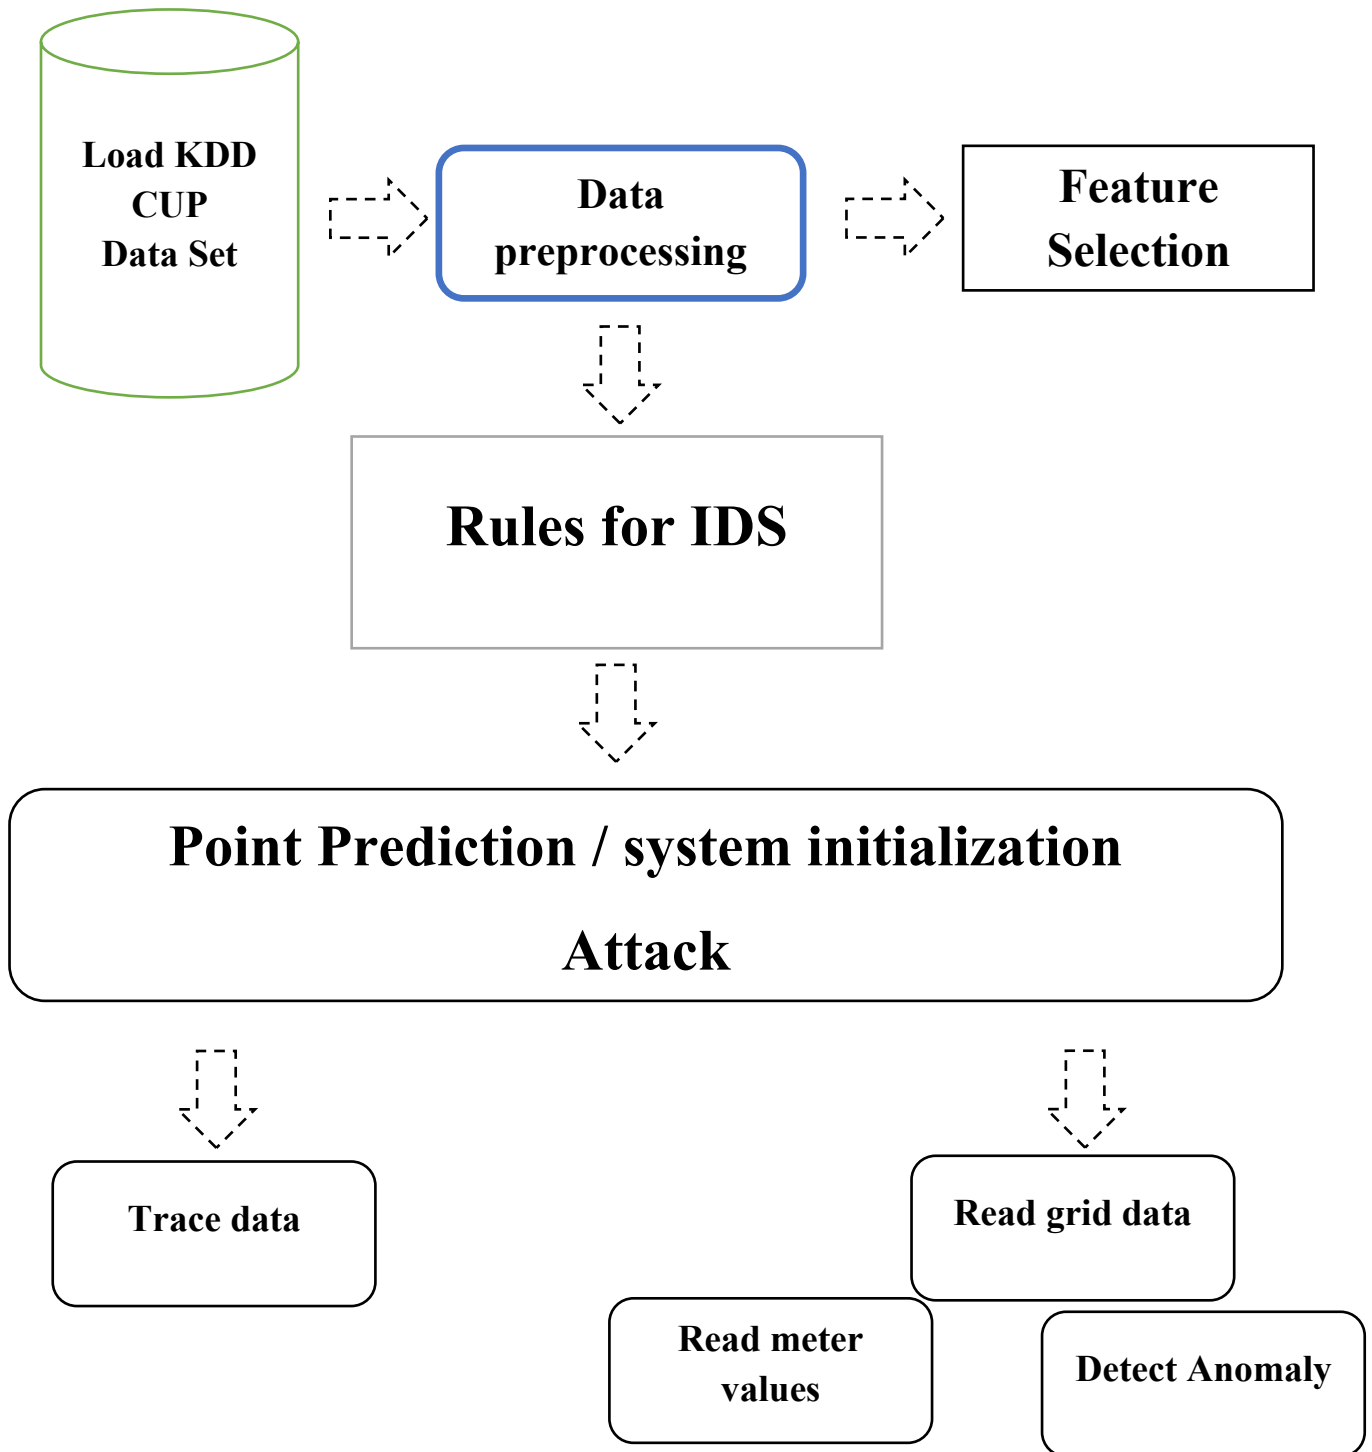 Load KDD
CUP
Data Set
Data
preprocessing
Feature
Selection
Rules for IDS
Point Prediction / system initialization
Attack
Trace data
Read grid data
Read meter
values
Detect Anomaly